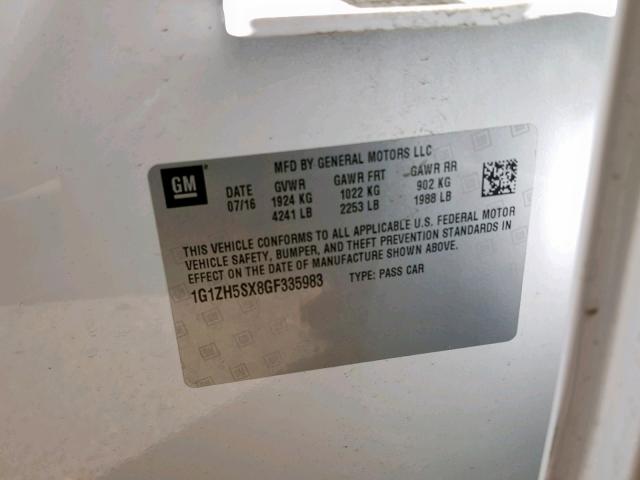 MFD BY GENERAL MOTORS LLC
GM
DATE GVWR GAWR FRT GAWR RR
07/16 1924 KG 1022 KG 902 KG
4241 LB 2253 LB 1988 LB
THIS VEHICLE CONFORMS TO ALL APPLICABLE U.S. FEDERAL MOTOR
VEHICLE SAFETY, BUMPER, AND THEFT PREVENTION STANDARDS IN
EFFECT ON THE DATE OF MANUFACTURE SHOWN ABOVE.
1G1ZH5SX8GF335983 TYPE: PASS CAR